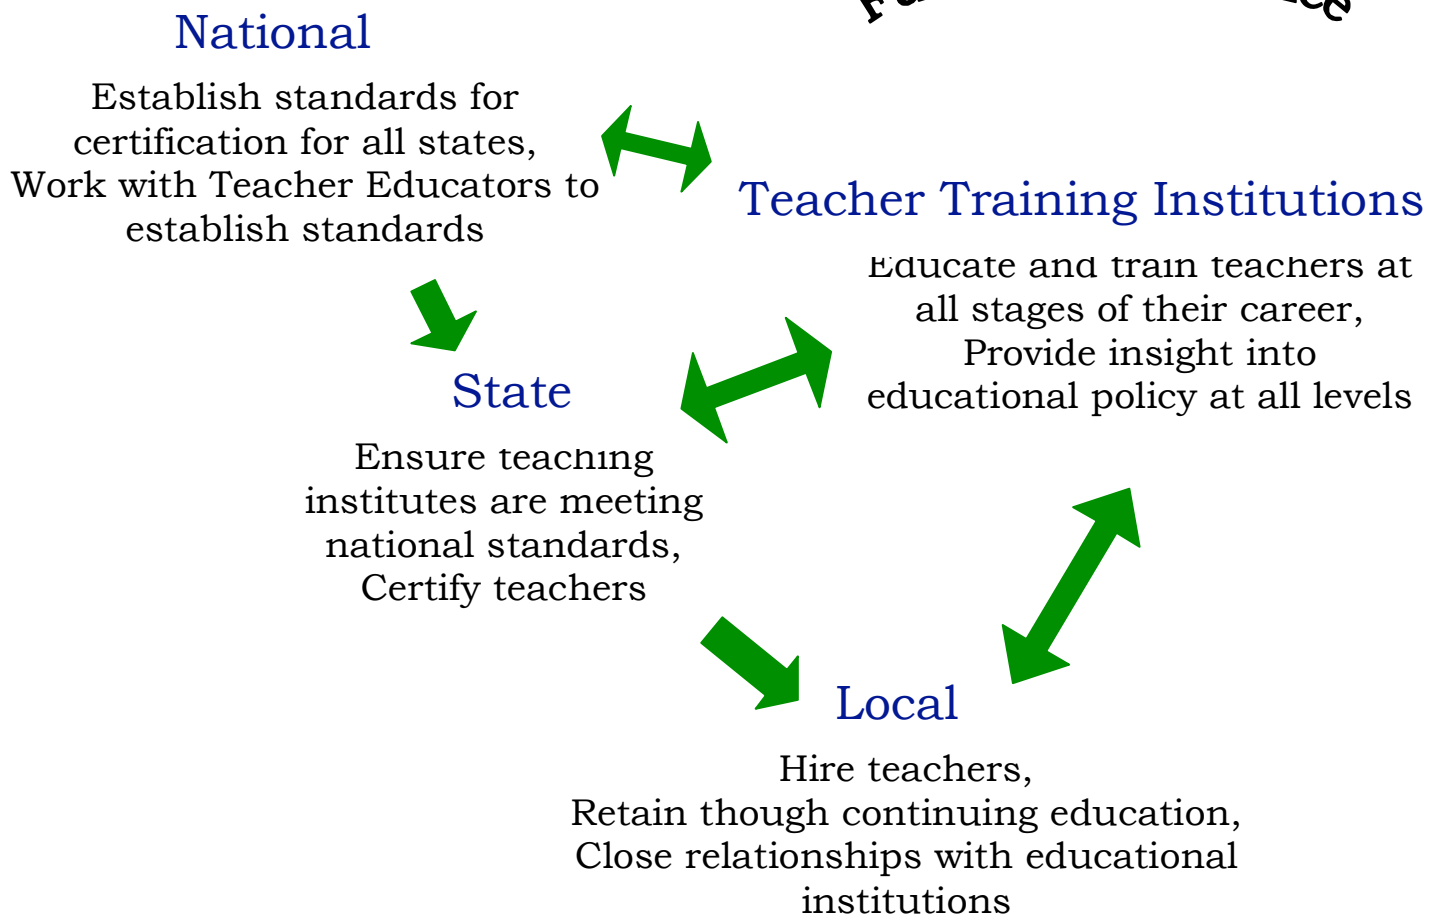 National
Establish standards for
certification for all states,
Work with Teacher Educators to
establish standards
Teacher Training Institutions
Educate and train teachers at
all stages of their career,
Provide insight into
educational policy at all levels
State
Ensure teaching
institutes are meeting
national standards,
Certify teachers
Local
Hire teachers,
Retain though continuing education,
Close relationships with educational
institutions